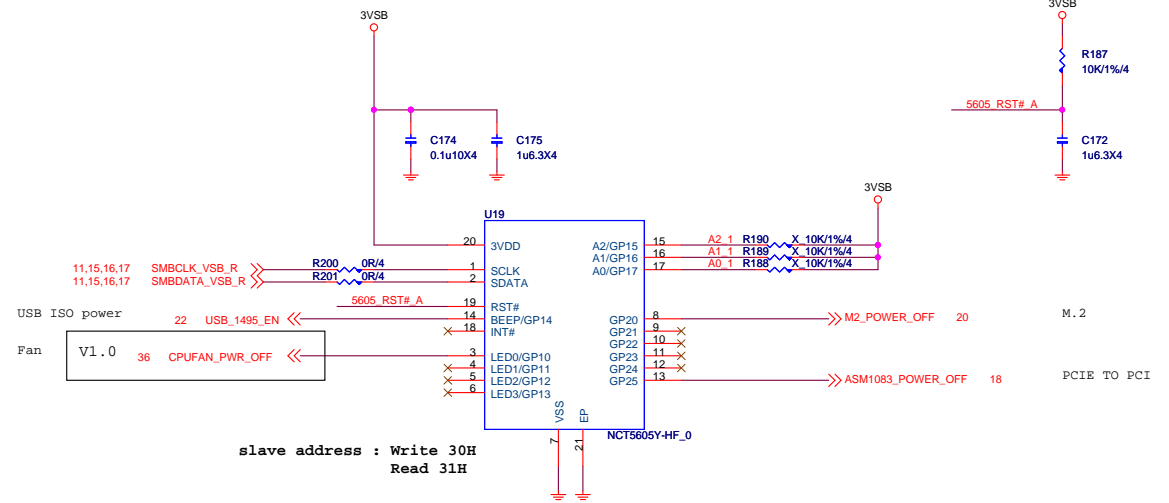 3VSB
3VSB
R187
10K/1%/4
5605_RST#_A
C174
0.1u10X4
C175
1u6.3X4
C172
1u6.3X4
3VSB
U19
20 3VDD
A2/GP15 15 A2_1 R190 X_10K/1%/4
A1/GP16 16 A1_1 R189 X_10K/1%/4
A0/GP17 17 A0_1 R188 X_10K/1%/4
11,15,16,17 SMBCLK_VSB_R R200 0R/4 1 SCLK
11,15,16,17 SMBDATA_VSB_R R201 0R/4 2 SDATA
5605_RST#_A 19 RST#
USB ISO power 22 USB_1495_EN 14 BEEP/GP14
18 INT#
GP20 8 M2_POWER_OFF 20 M.2
GP21 9
GP22 10
GP23 11
GP24 12
GP25 13 ASM1083_POWER_OFF 18 PCIE TO PCI
Fan V1.0 36 CPUFAN_PWR_OFF 3 LED0/GP10
4 LED1/GP11
5 LED2/GP12
6 LED3/GP13
VSS 7
EP 21
NCT5605Y-HF_0
slave address : Write 30H
Read 31H